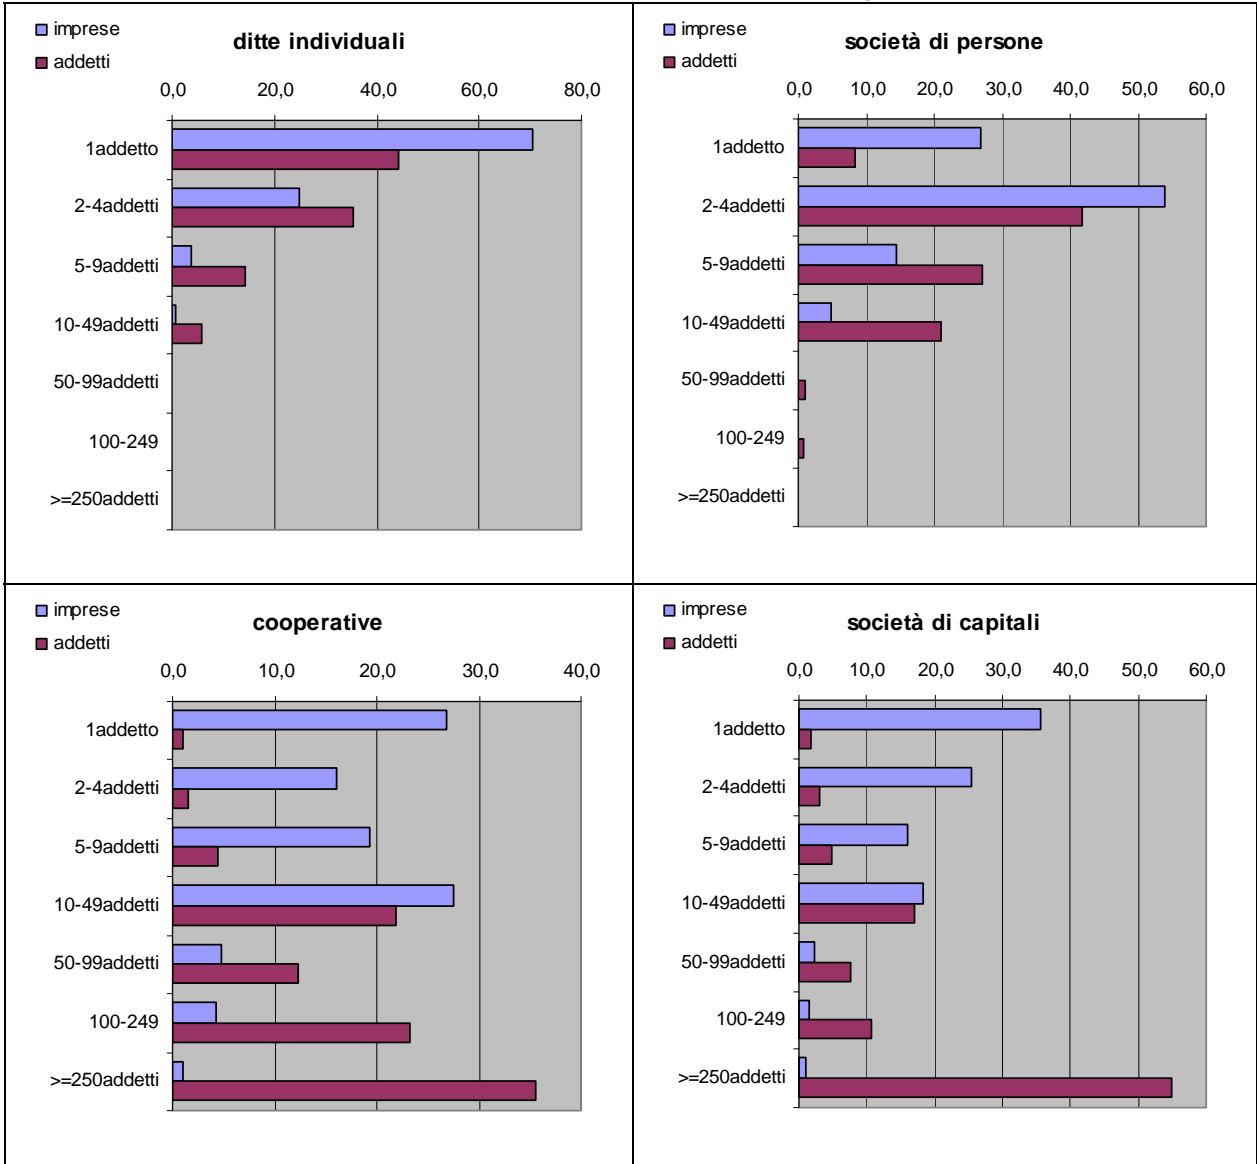 imprese
addetti
ditte individuali
0,0 20,0 40,0 60,0 80,0
1addetto
2-4addetti
5-9addetti
10-49addetti
50-99addetti
100-249
>=250addetti
imprese
addetti
società di persone
0,0 10,0 20,0 30,0 40,0 50,0 60,0
1addetto
2-4addetti
5-9addetti
10-49addetti
50-99addetti
100-249
>=250addetti
imprese
addetti
cooperative
0,0 10,0 20,0 30,0 40,0
1addetto
2-4addetti
5-9addetti
10-49addetti
50-99addetti
100-249
>=250addetti
imprese
addetti
società di capitali
0,0 10,0 20,0 30,0 40,0 50,0 60,0
1addetto
2-4addetti
5-9addetti
10-49addetti
50-99addetti
100-249
>=250addetti